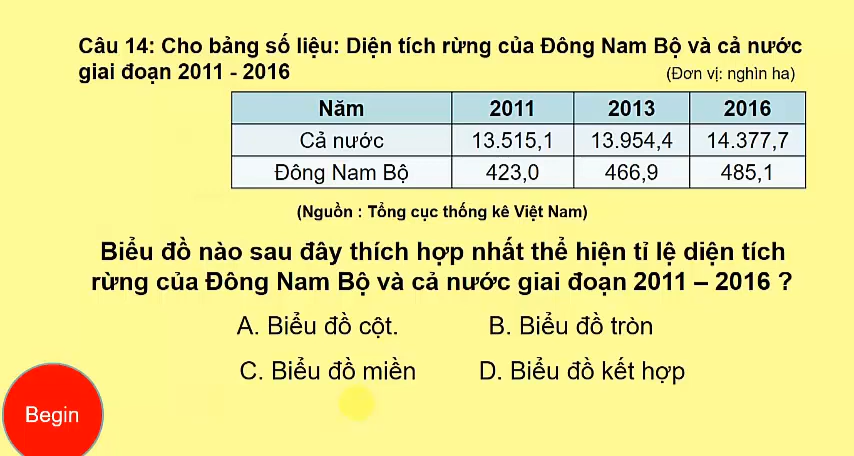 Câu 14: Cho bảng số liệu: Diện tích rừng của Đông Nam Bộ và cả nước
giai đoạn 2011 - 2016
(Đơn vị: nghìn ha)
Năm 2011 2013 2016
Cả nước 13.515,1 13.954,4 14.377,7
Đông Nam Bộ 423,0 466,9 485,1
(Nguồn : Tổng cục thống kê Việt Nam)
Biểu đồ nào sau đây thích hợp nhất thể hiện tỉ lệ diện tích
rừng của Đông Nam Bộ và cả nước giai đoạn 2011 – 2016 ?
A. Biểu đồ cột. B. Biểu đồ tròn
C. Biểu đồ miền D. Biểu đồ kết hợp
Begin